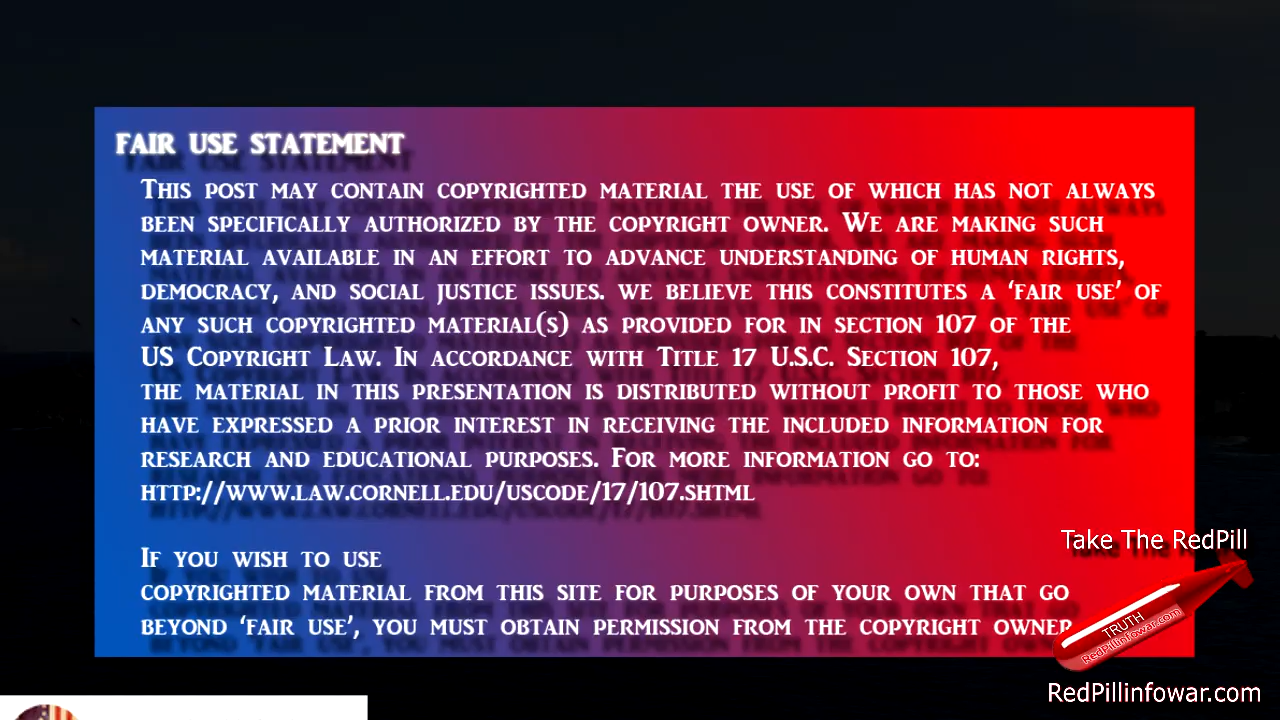 FAIR USE STATEMENT
This post may contain copyrighted material the use of which has not always
been specifically authorized by the copyright owner. We are making such
material available in an effort to advance understanding of human rights,
democracy, and social justice issues. we believe this constitutes a ‘fair use’ of
any such copyrighted material(s) as provided for in section 107 of the
US Copyright Law. In accordance with Title 17 U.S.C. Section 107,
the material in this presentation is distributed without profit to those who
have expressed a prior interest in receiving the included information for
research and educational purposes. For more information go to:
http://www.law.cornell.edu/uscode/17/107.shtml
If you wish to use
copyrighted material from this site for purposes of your own that go
beyond ‘fair use’, you must obtain permission from the copyright owner
Take The RedPill
TRUTH
RedPillinfowar.com
RedPillinfowar.com